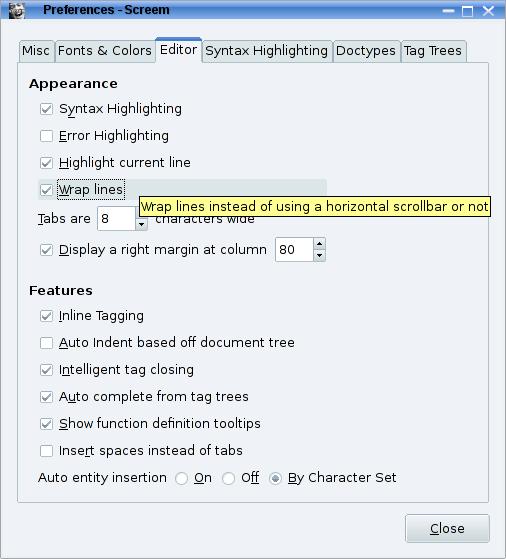 Preferences - Screem
Misc Fonts & Colors Editor Syntax Highlighting Doctypes Tag Trees
Appearance
Syntax Highlighting
Error Highlighting
Highlight current line
Wrap lines
Wrap lines instead of using a horizontal scrollbar or not
Tabs are 8 characters wide
Display a right margin at column 80
Features
Inline Tagging
Auto Indent based off document tree
Intelligent tag closing
Auto complete from tag trees
Show function definition tooltips
Insert spaces instead of tabs
Auto entity insertion On Off By Character Set
Close